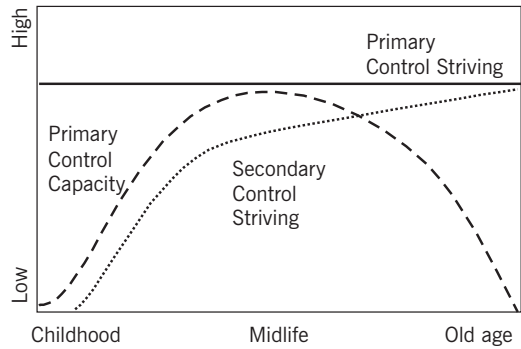 High
Primary
Control Striving
Primary
Control
Capacity
Secondary
Control
Striving
Low
Childhood
Midlife
Old age